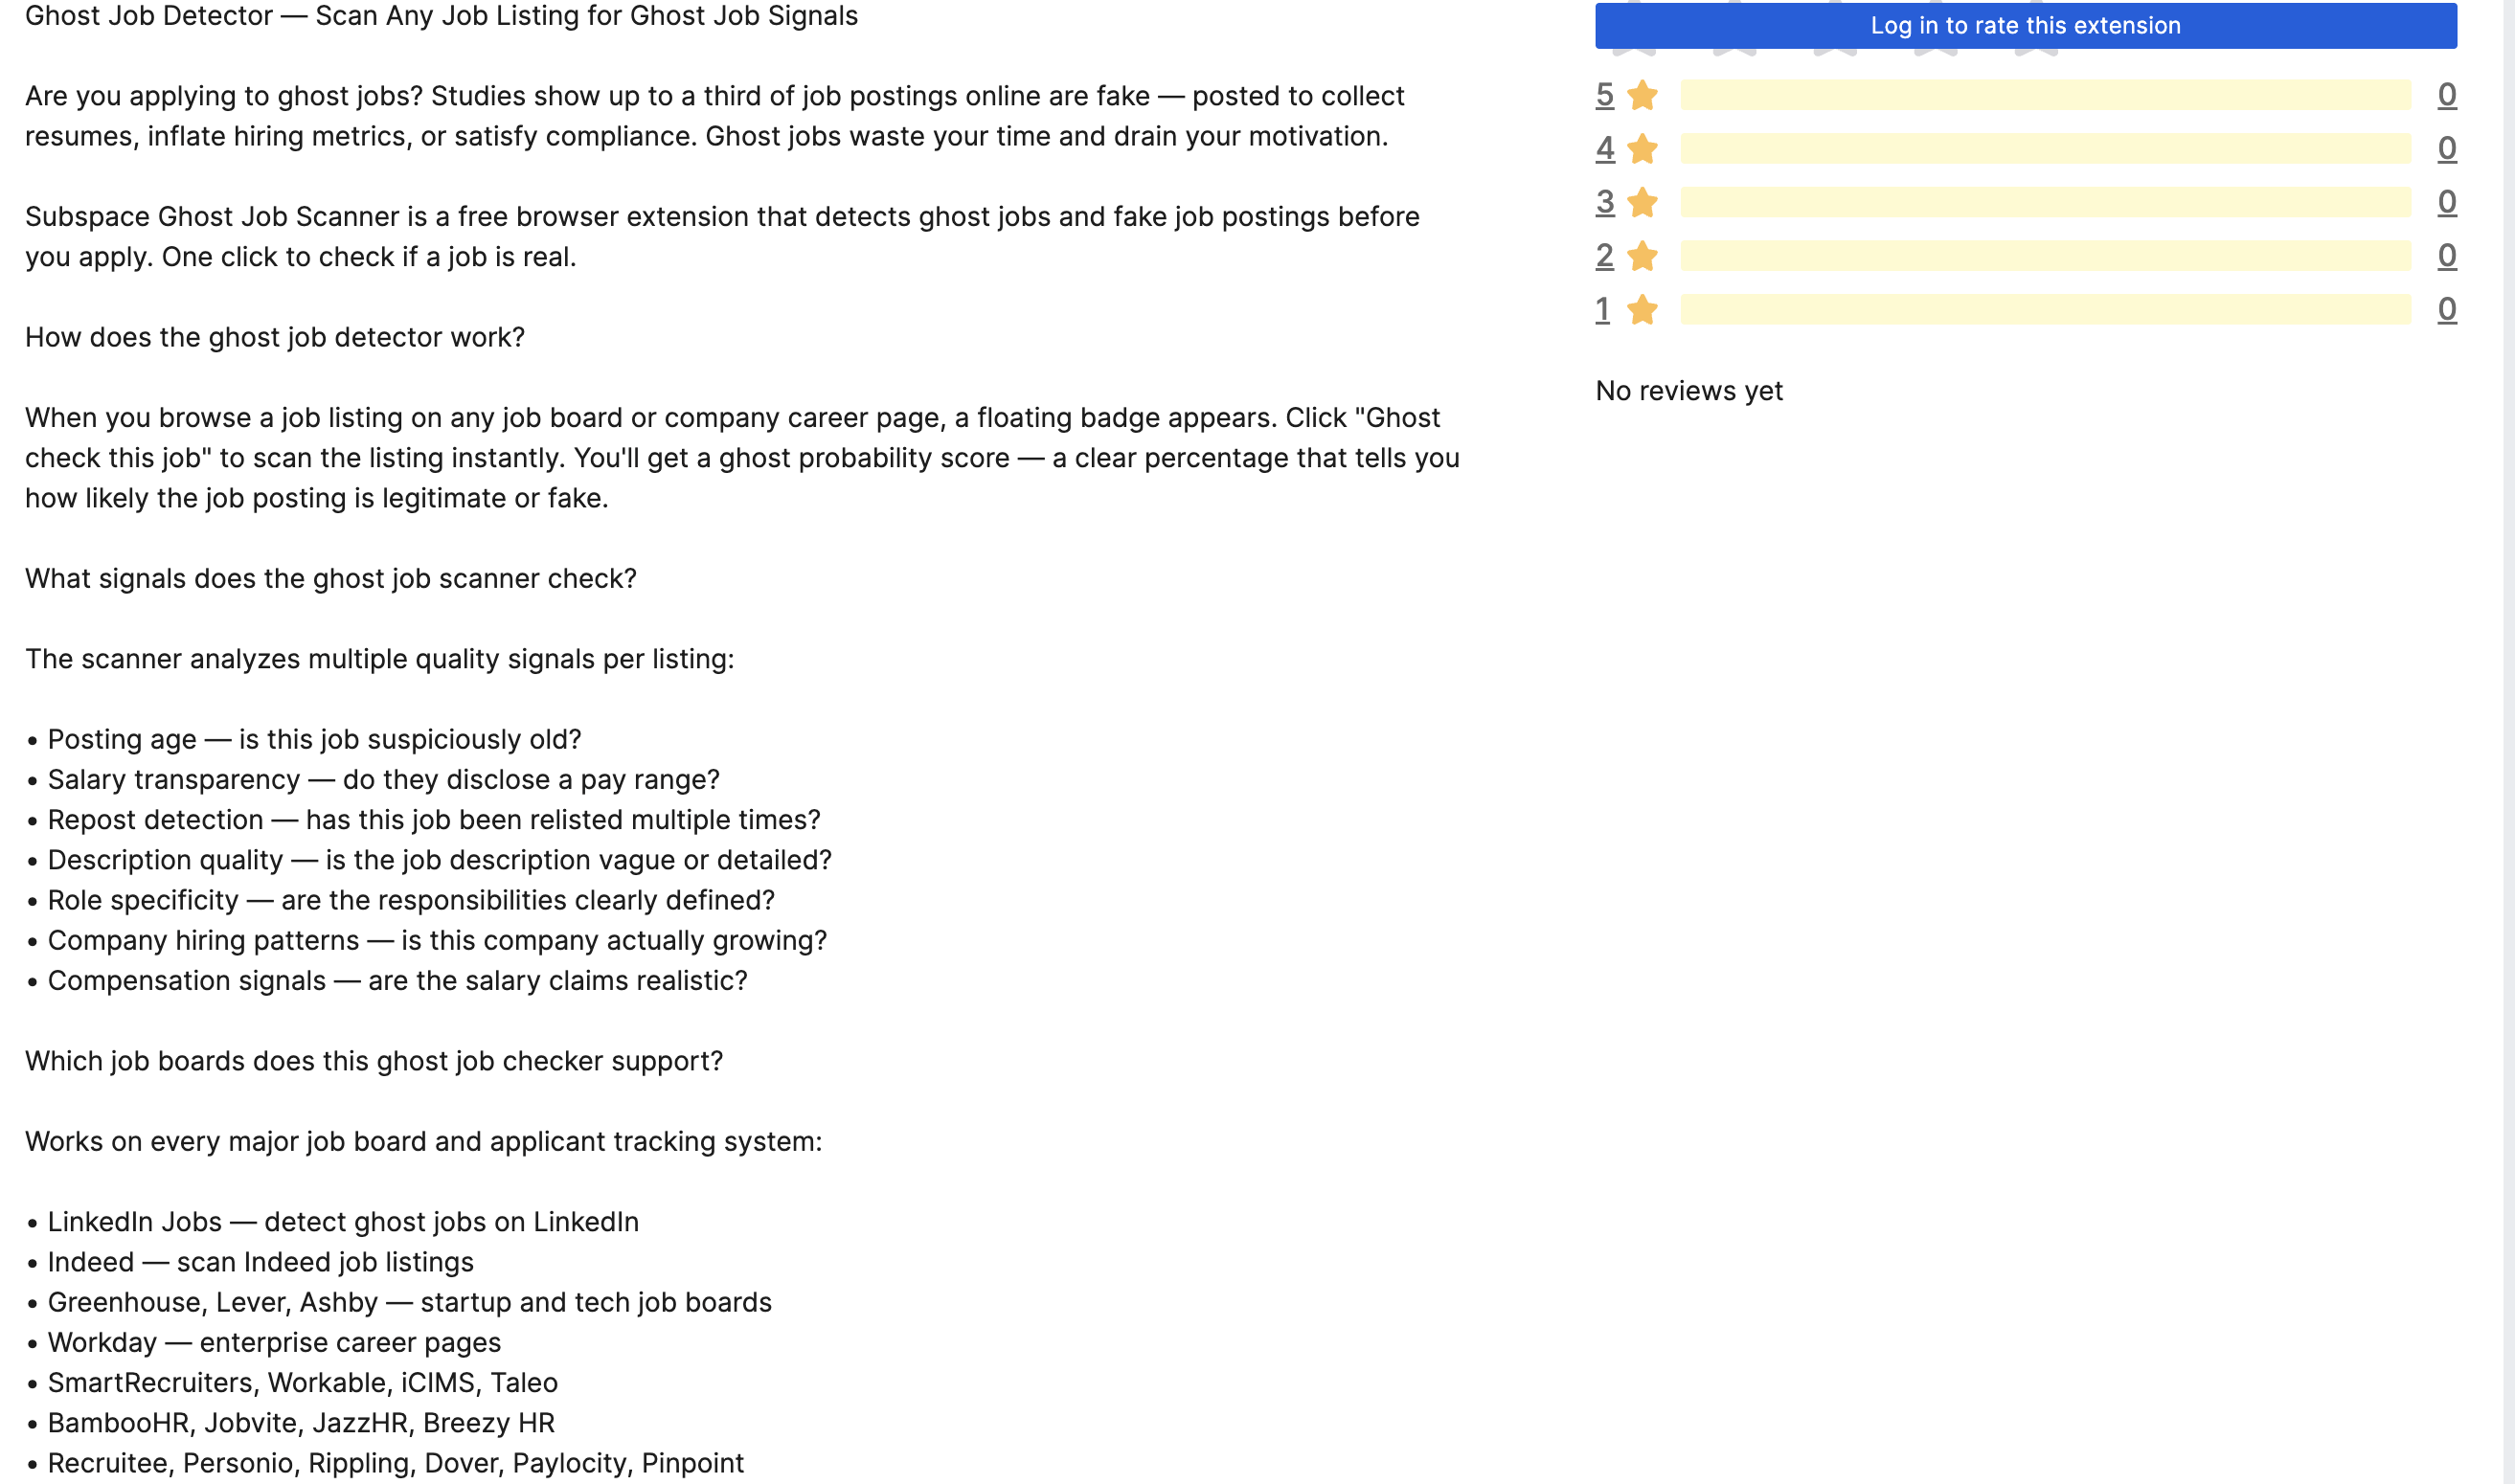 Ghost Job Detector — Scan Any Job Listing for Ghost Job Signals
Are you applying to ghost jobs? Studies show up to a third of job postings online are fake — posted to collect
resumes, inflate hiring metrics, or satisfy compliance. Ghost jobs waste your time and drain your motivation.
Subspace Ghost Job Scanner is a free browser extension that detects ghost jobs and fake job postings before
you apply. One click to check if a job is real.
How does the ghost job detector work?
When you browse a job listing on any job board or company career page, a floating badge appears. Click "Ghost
check this job" to scan the listing instantly. You'll get a ghost probability score — a clear percentage that tells you
how likely the job posting is legitimate or fake.
What signals does the ghost job scanner check?
The scanner analyzes multiple quality signals per listing:
• Posting age — is this job suspiciously old?
• Salary transparency — do they disclose a pay range?
• Repost detection — has this job been relisted multiple times?
• Description quality — is the job description vague or detailed?
• Role specificity — are the responsibilities clearly defined?
• Company hiring patterns — is this company actually growing?
• Compensation signals — are the salary claims realistic?
Which job boards does this ghost job checker support?
Works on every major job board and applicant tracking system:
• LinkedIn Jobs — detect ghost jobs on LinkedIn
• Indeed — scan Indeed job listings
• Greenhouse, Lever, Ashby — startup and tech job boards
• Workday — enterprise career pages
• SmartRecruiters, Workable, iCIMS, Taleo
• BambooHR, Jobvite, JazzHR, Breezy HR
• Recruitee, Personio, Rippling, Dover, Paylocity, Pinpoint
Log in to rate this extension
5 0
4 0
3 0
2 0
1 0
No reviews yet